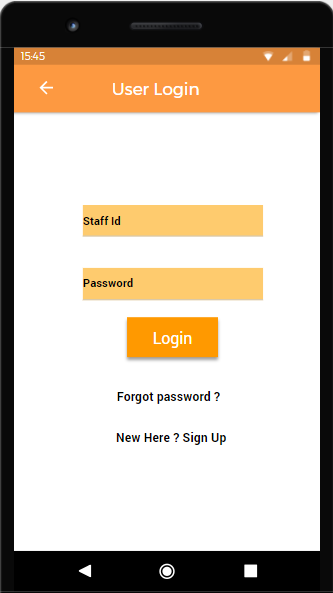 15:45
User Login
Staff Id
Password
Login
Forgot password ?
New Here ? Sign Up